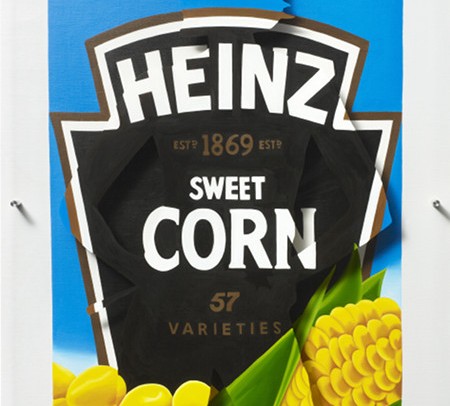 HEINZ
ESTD 1869 ESTD
SWEET
CORN
57
VARIETIES